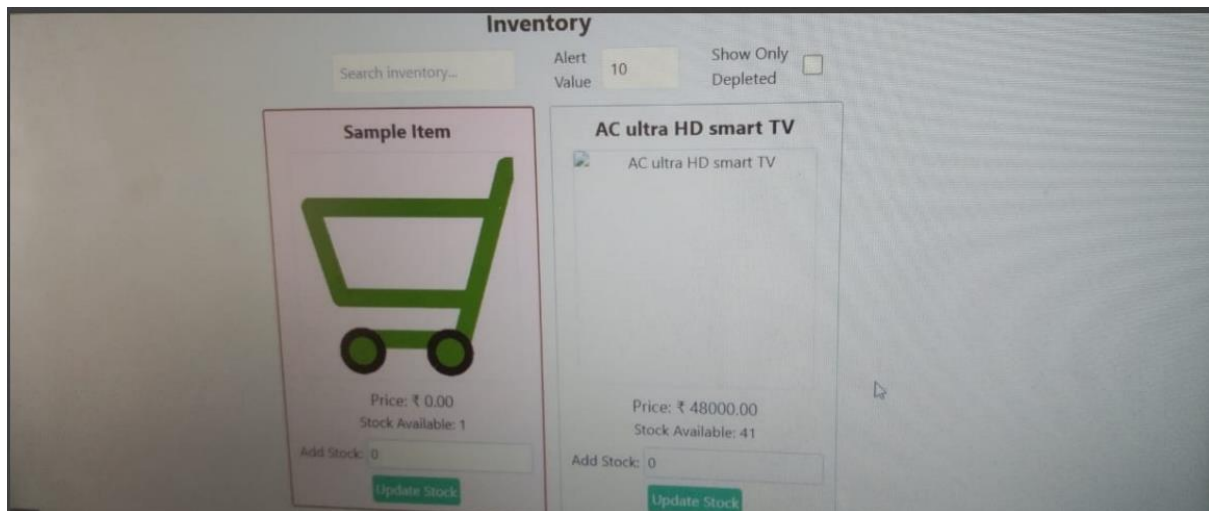 Inventory
Search inventory...
Alert Value
10
Show Only Depleted
Sample Item
Price: ₹ 0.00
Stock Available: 1
Add Stock: 0
Update Stock
AC ultra HD smart TV
AC ultra HD smart TV
Price: ₹ 48000.00
Stock Available: 41
Add Stock: 0
Update Stock